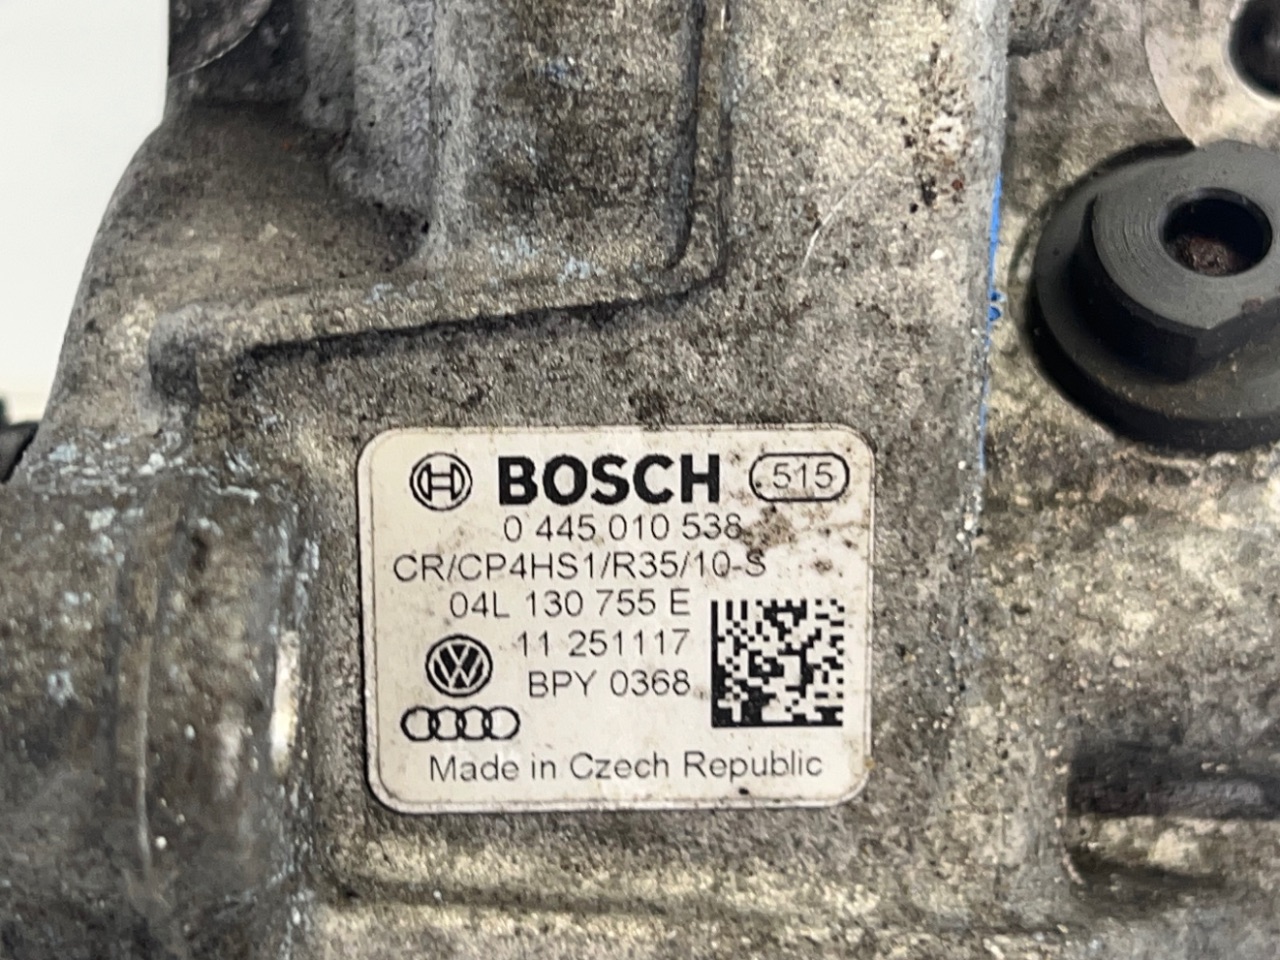 BOSCH 515
0 445 010 538
CR/CP4HS1/R35/10-S
04L 130 755 E
11 251117
BPY 0368
Made in Czech Republic